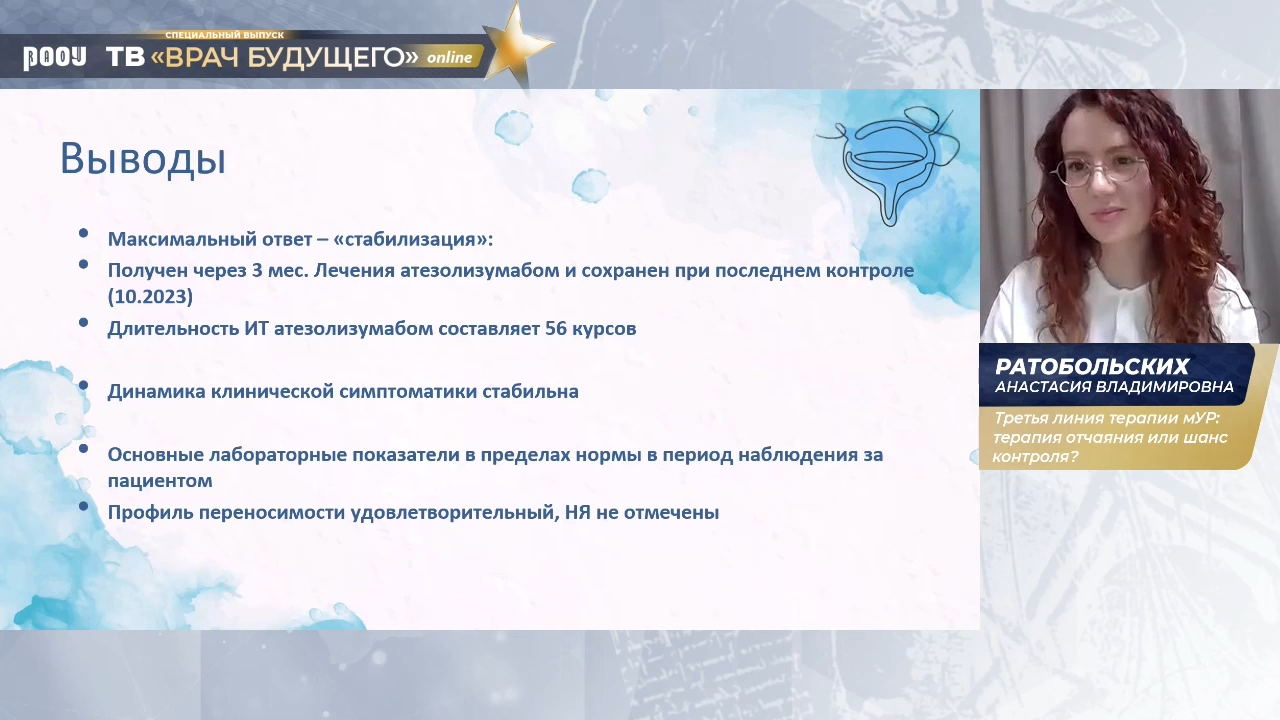 СПЕЦИАЛЬНЫЙ ВЫПУСК
РООУ ТВ «ВРАЧ БУДУЩЕГО» online
Выводы
Максимальный ответ – «стабилизация»:
Получен через 3 мес. Лечения атезолизумабом и сохранен при последнем контроле
(10.2023)
Длительность ИТ атезолизумабом составляет 56 курсов
Динамика клинической симптоматики стабильна
Основные лабораторные показатели в пределах нормы в период наблюдения за
пациентом
Профиль переносимости удовлетворительный, НЯ не отмечены
РАТОБОЛЬСКИХ
АНАСТАСИЯ ВЛАДИМИРОВНА
Третья линия терапии мУР:
терапия отчаяния или шанс
контроля?